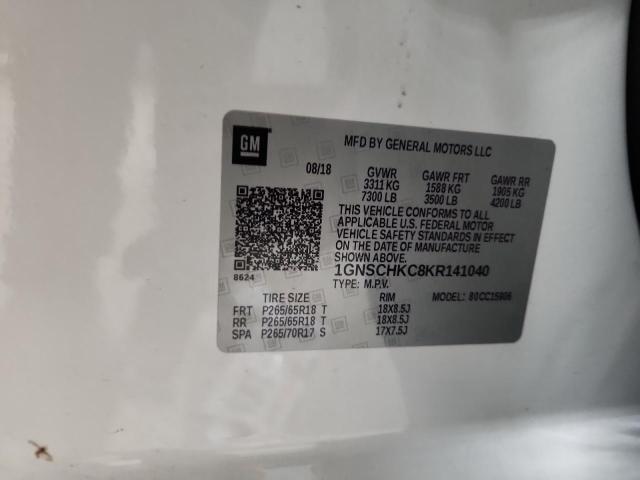 GM
MFD BY GENERAL MOTORS LLC
08/18 GVWR GAWR FRT GAWR RR
3311 KG 1588 KG 1905 KG
7300 LB 3500 LB 4200 LB
THIS VEHICLE CONFORMS TO ALL
APPLICABLE U.S. FEDERAL MOTOR
VEHICLE SAFETY STANDARDS IN
EFFECT ON THE DATE OF MANUFACTURE
SHOWN ABOVE.
8624
1GNSCHKC8KR141040
TYPE: M.P.V. MODEL: 80CC15906
TIRE SIZE RIM
FRT P265/65R18 T 18X8.5J
RR P265/65R18 T 18X8.5J
SPA P265/70R17 S 17X7.5J